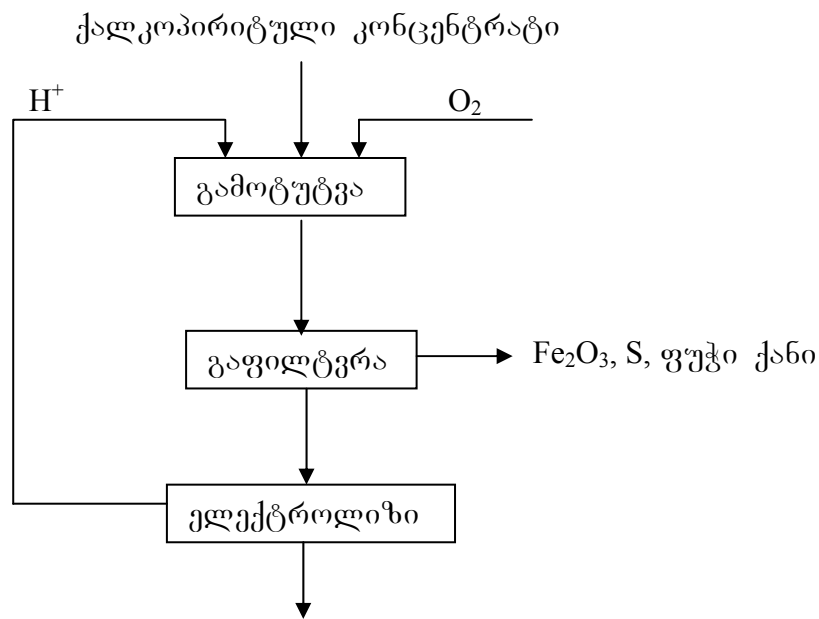 ქალკოპირიტული კონცენტრატი
H⁺
O₂
გამოტუტვა
გაფილტვრა
Fe₂O₃, S, ფუჭი ქანი
ელექტროლიზი